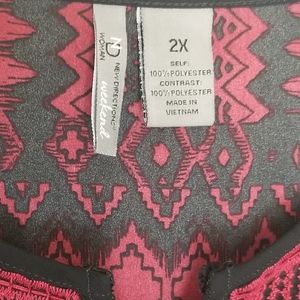 ND
WOMAN
NEW DIRECTIONS
weekend
2X
SELF:
100% POLYESTER
CONTRAST:
100% POLYESTER
MADE IN
VIETNAM